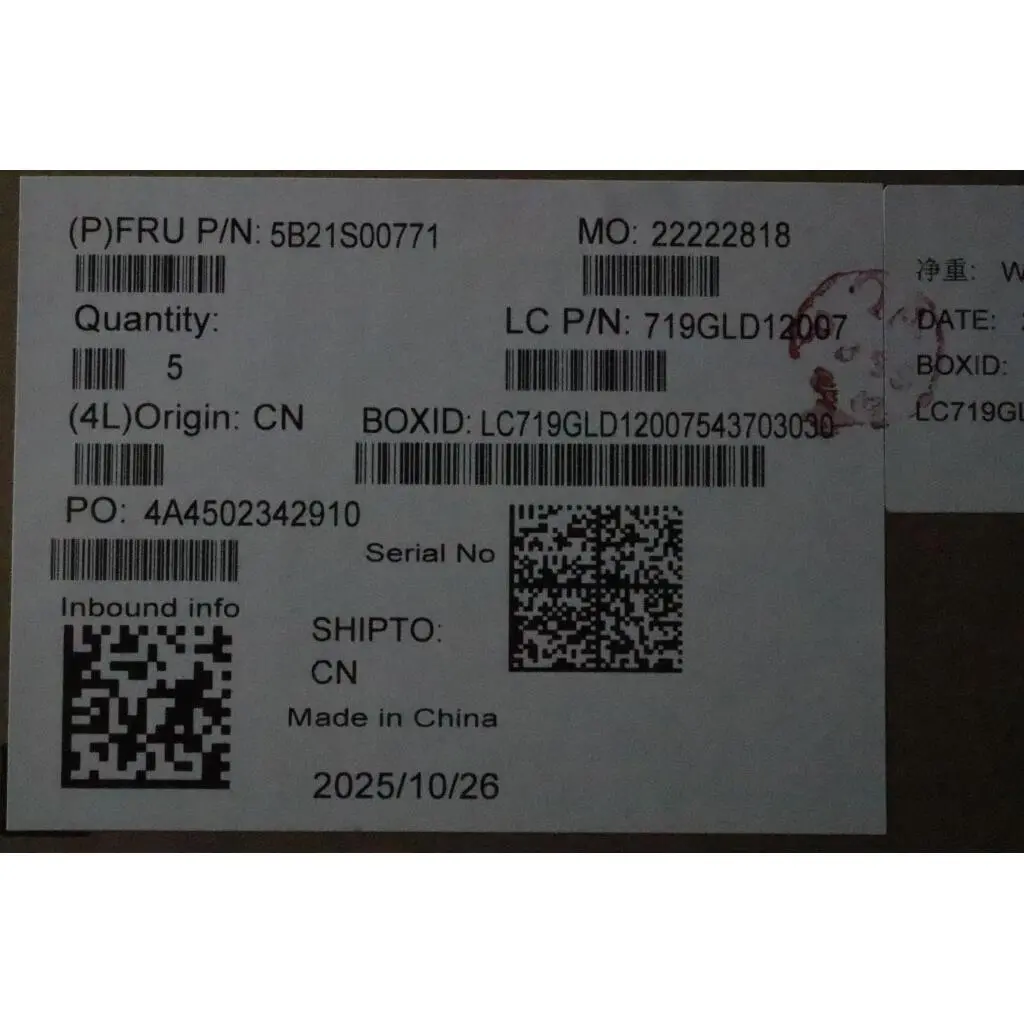 (P)FRU P/N: 5B21S00771
MO: 22222818
Quantity:
5
LC P/N: 719GLD12007
(4L)Origin: CN
BOXID: LC719GLD12007543703030
PO: 4A4502342910
Serial No
Inbound info
SHIPTO:
CN
Made in China
2025/10/26
净重:
DATE:
BOXID:
LC719GL